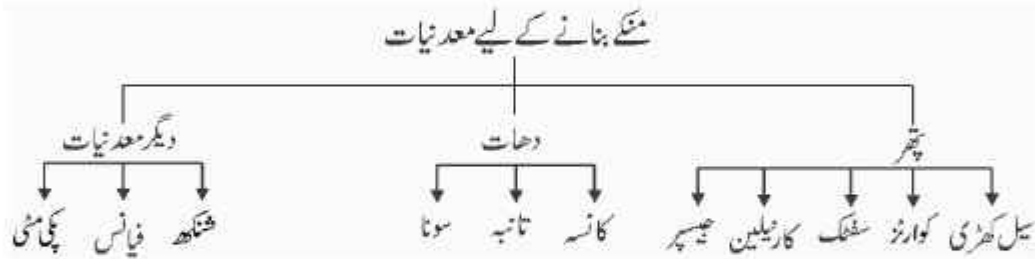 منکے بنانے کے لیے معدنیات
پتھر دھات دیگر معدنیات
سیل کھڑی کوارٹز سفٹک کارنیلین جیسپر کانسہ تانبہ سونا شنکھ فیانس پکی مٹی